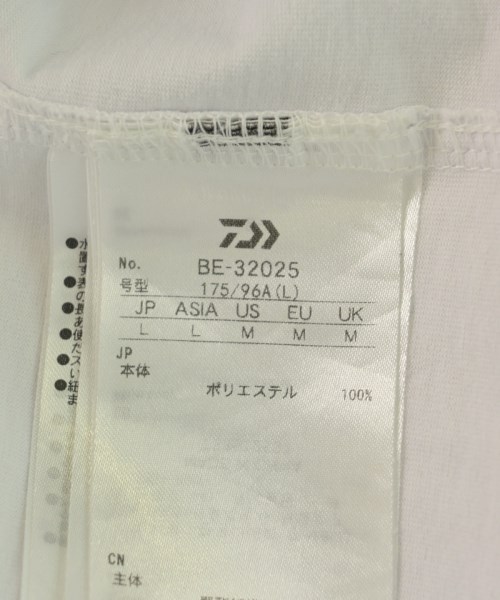 No. BE-32025
号型 175/96A(L)
JP ASIA US EU UK
L L M M M
JP
本体
ポリエステル 100%
CN
主体